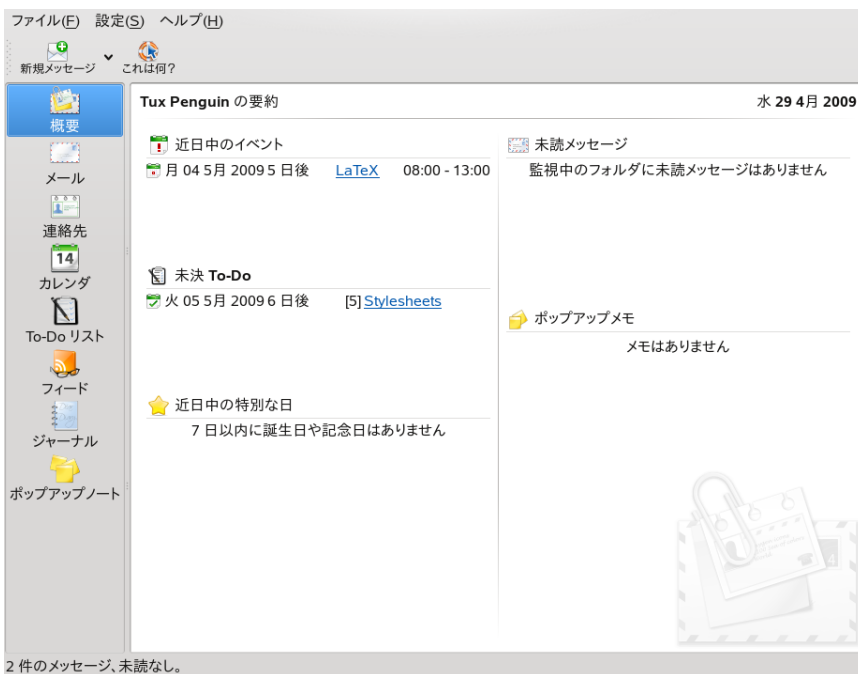 ファイル(F) 設定(S) ヘルプ(H)
新規メッセージ これは何?
Tux Penguin の要約 水 29 4月 2009
概要
メール
連絡先
14
カレンダ
To-Do リスト
フィード
ジャーナル
ポップアップノート
近日中のイベント
月 04 5月 2009 5 日後 LaTeX 08:00 - 13:00
未決 To-Do
火 05 5月 2009 6 日後 [5] Stylesheets
近日中の特別な日
7 日以内に誕生日や記念日はありません
未読メッセージ
監視中のフォルダに未読メッセージはありません
ポップアップメモ
メモはありません
2 件のメッセージ、未読なし。